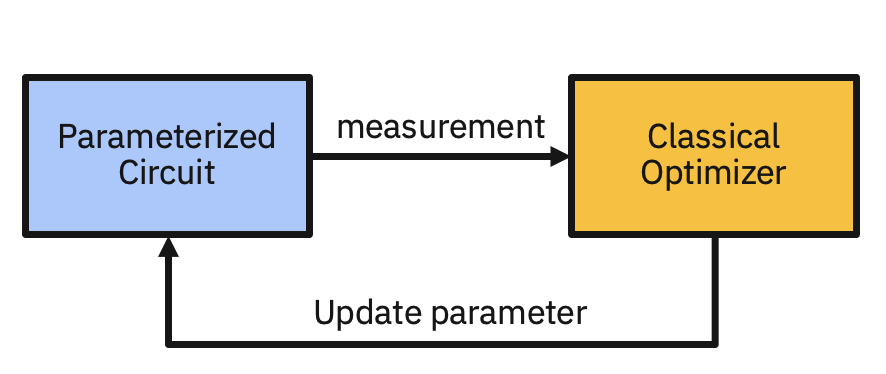 Parameterized
Circuit
measurement
Classical
Optimizer
Update parameter